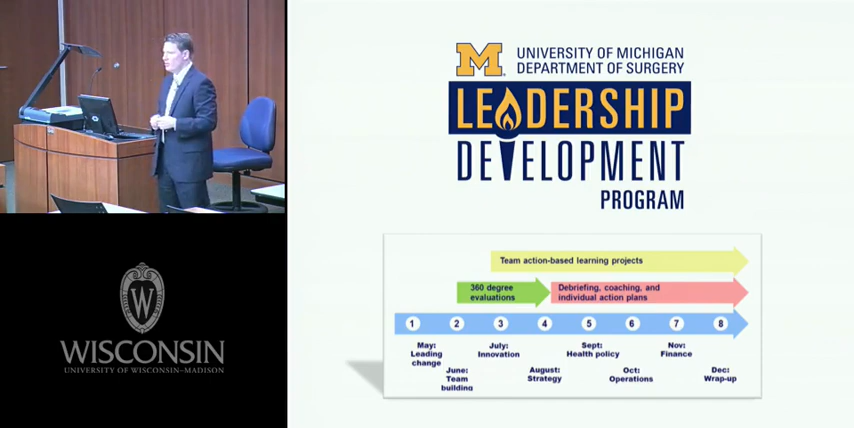 UNIVERSITY OF MICHIGAN
DEPARTMENT OF SURGERY
LEADERSHIP
DEVELOPMENT
PROGRAM
Team action-based learning projects
360 degree
evaluations
Debriefing, coaching, and
individual action plans
1 2 3 4 5 6 7 8
May:
Leading
change
June:
Team
building
July:
Innovation
August:
Strategy
Sept:
Health policy
Oct:
Operations
Nov:
Finance
Dec:
Wrap-up
M
W
WISCONSIN
UNIVERSITY OF WISCONSIN–MADISON